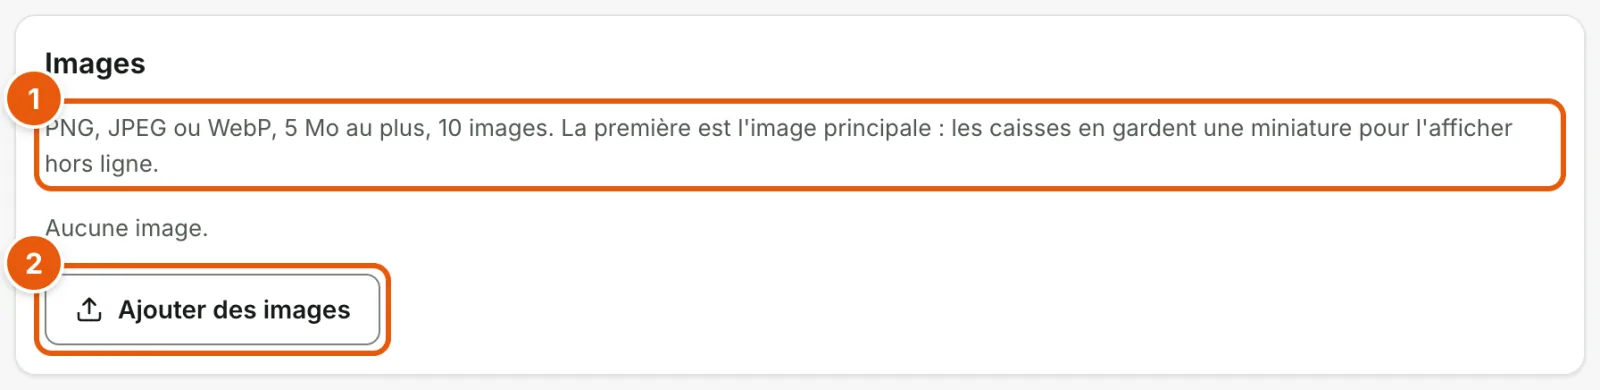 Images
1
PNG, JPEG ou WebP, 5 Mo au plus, 10 images. La première est l'image principale : les caisses en gardent une miniature pour l'afficher
hors ligne.
Aucune image.
2
Ajouter des images